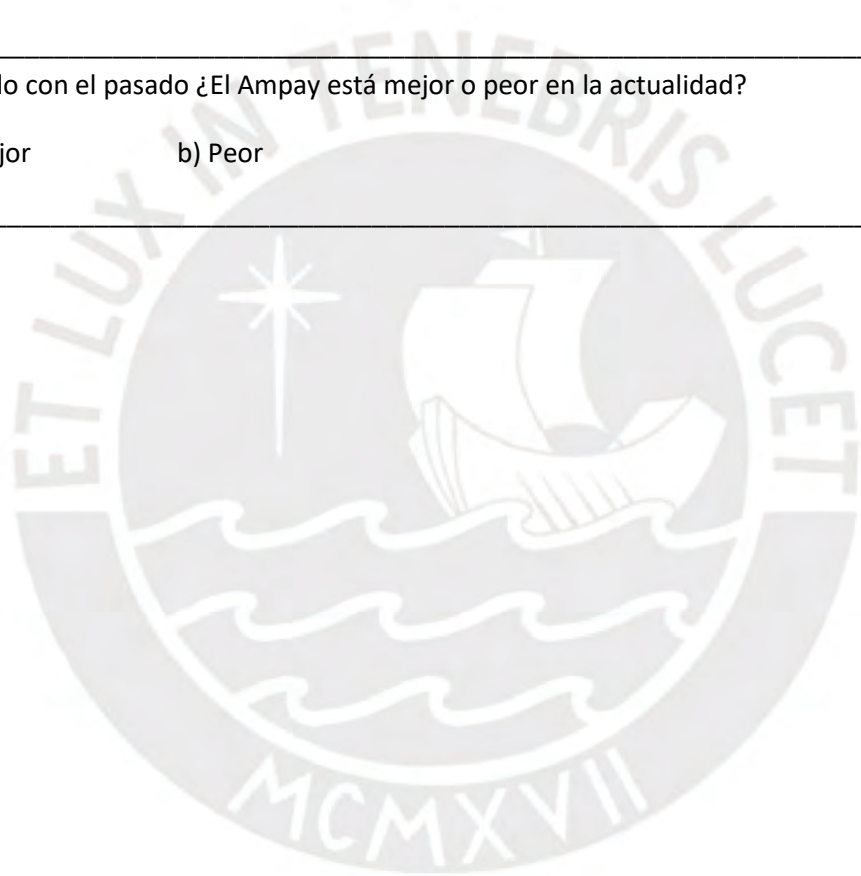 do con el pasado ¿El Ampay está mejor o peor en la actualidad?
jor b) Peor
ET LUX IN TENEBRIS LUCET
MCMXVII